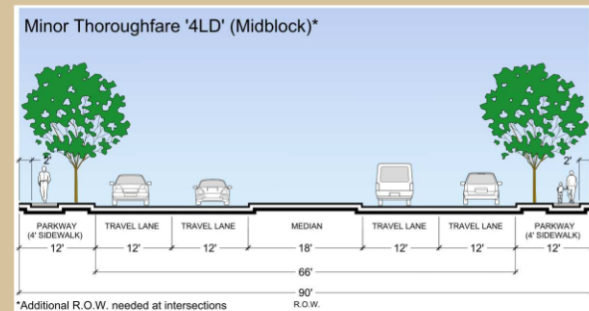 Minor Thoroughfare '4LD' (Midblock)*
2' 2'
PARKWAY TRAVEL LANE TRAVEL LANE MEDIAN TRAVEL LANE TRAVEL LANE PARKWAY
(4' SIDEWALK) (4' SIDEWALK)
12' 12' 12' 18' 12' 12' 12'
66'
90'
*Additional R.O.W. needed at intersections R.O.W.